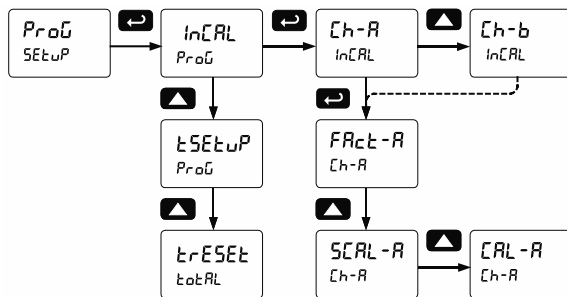 ProG
SEtuP
InCAL
ProG
Ch-A
InCAL
Ch-b
InCAL
tSEtuP
ProG
FAct-A
Ch-A
trESEt
totAL
SCAL-A
Ch-A
CAL-A
Ch-A